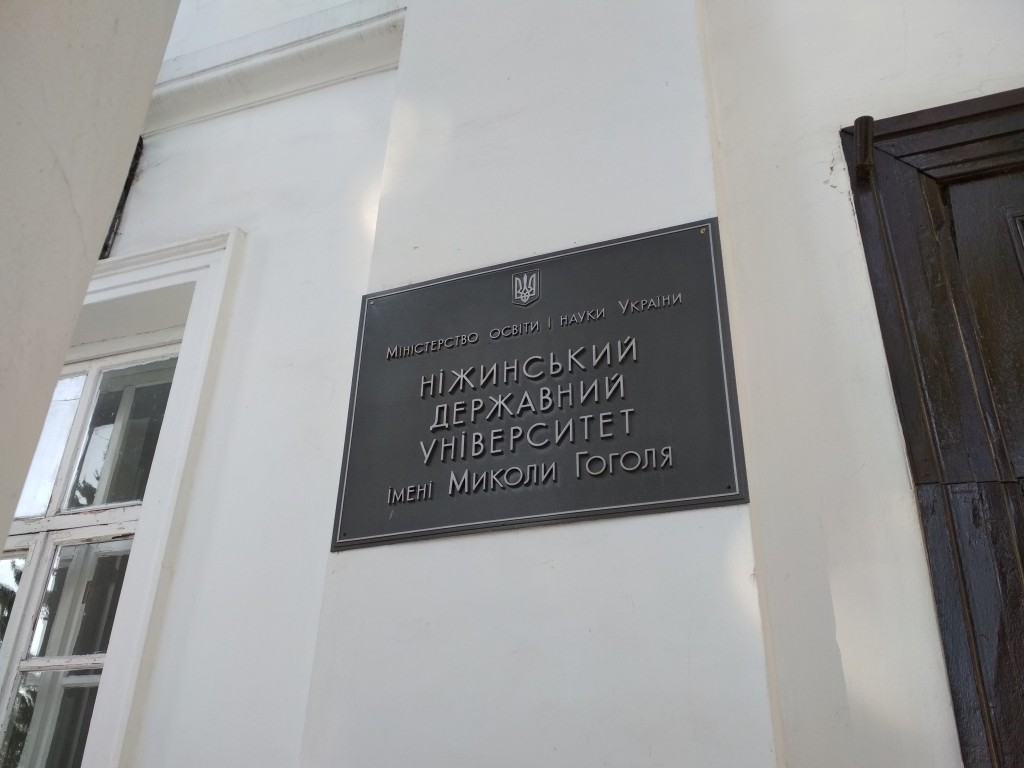 Міністерство освіти і науки України
НІЖИНСЬКИЙ
ДЕРЖАВНИЙ
УНІВЕРСИТЕТ
імені Миколи Гоголя